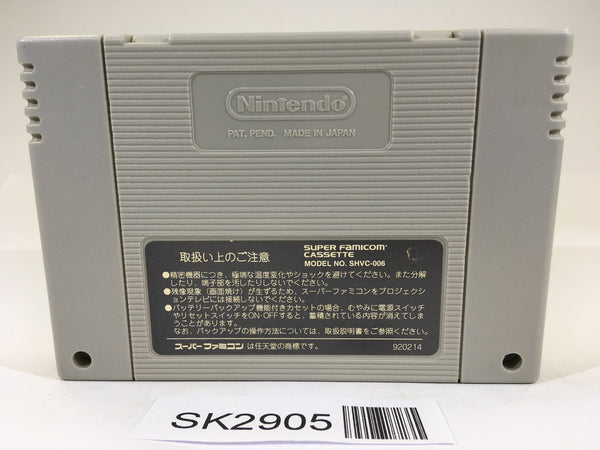 Nintendo
PAT. PEND. MADE IN JAPAN
取扱い上のご注意
SUPER FAMICOM
CASSETTE
MODEL NO. SHVC-006
●精密機器につき、極端な温度変化やショックを避けてください。また分解
したり、端子部を汚したりしないでください。
●残像現象（画面焼け）が生ずるため、スーパーファミコンをプロジェクシ
ョンテレビには接続しないでください。
●バッテリーバックアップ機能付きカセットの場合、むやみに電源スイッチ
やリセットスイッチをON・OFFすると、蓄積されている内容が消えてしま
うことがあります。
なお、バックアップの操作方法については、取扱説明書をご参照ください。
スーパーファミコン は任天堂の商標です。
920214
SK2905